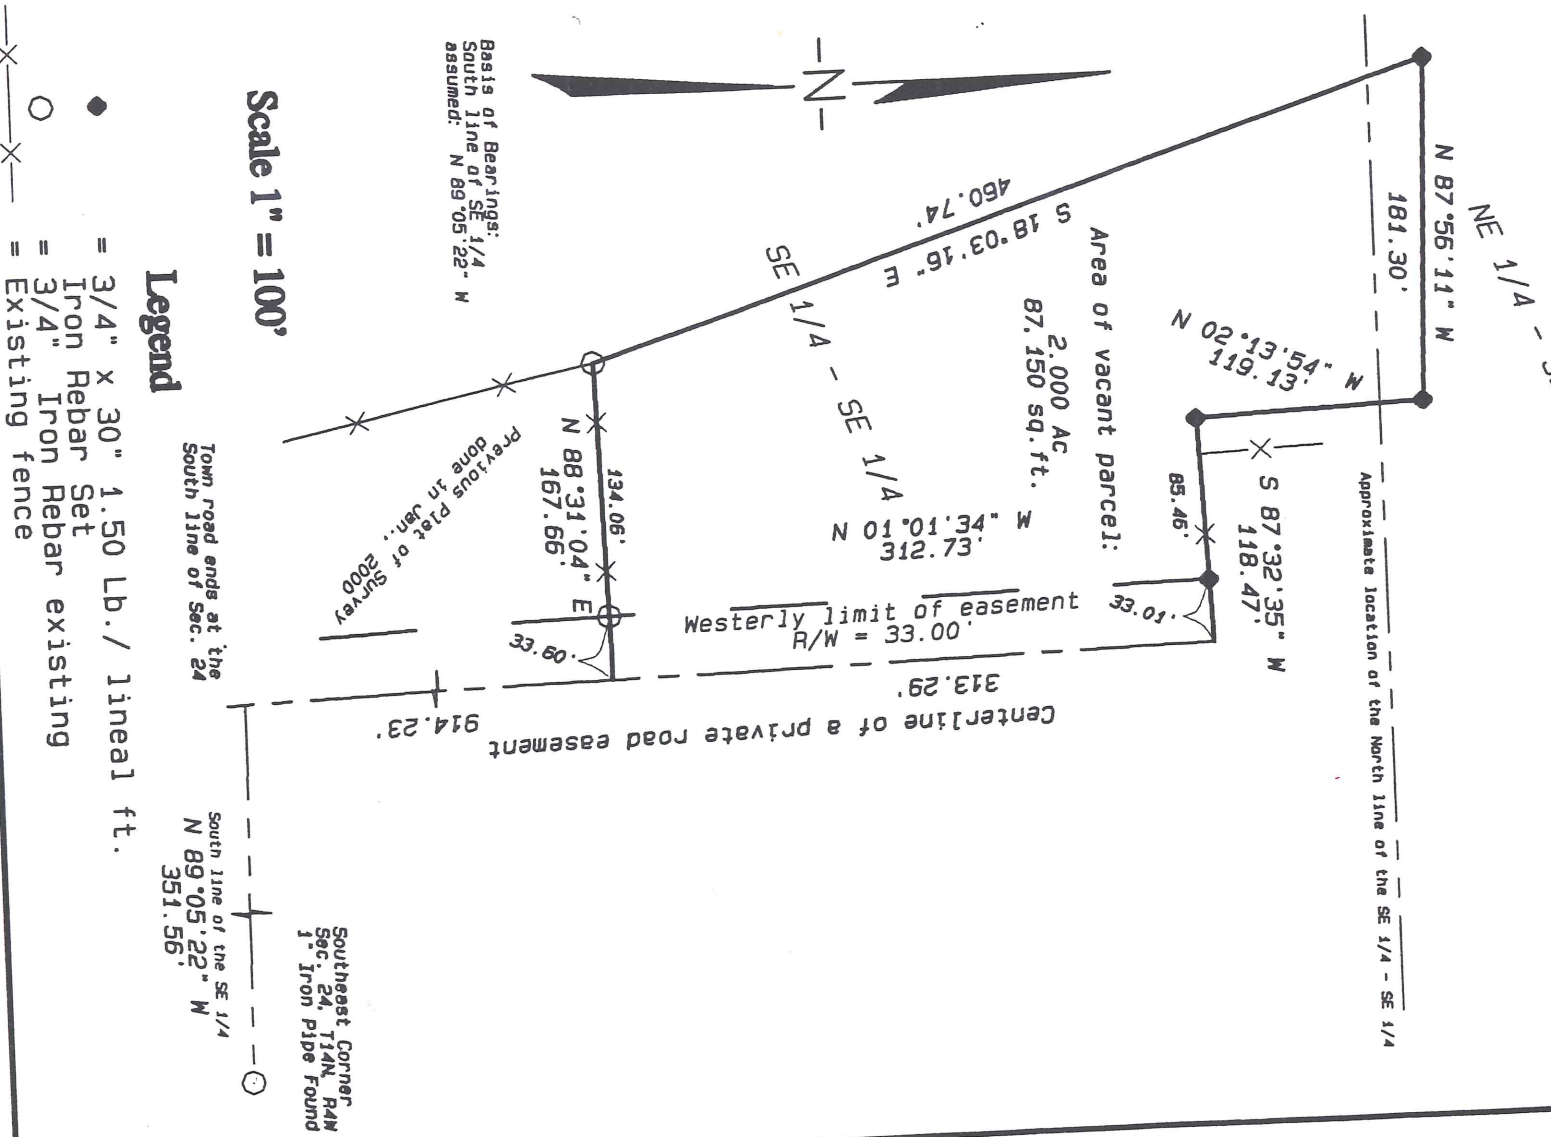 NE 1/4 -
N 87°56'11" W
181.30'
N 02°13'54" W
119.13'
Approximate location of the North line of the SE 1/4 - SE 1/4
S 87°32'35" W
118.47'
85.46'
33.01'
Area of vacant parcel:
2.000 AC
87,150 sq.ft.
S 18°03'16" E
460.74'
SE 1/4 - SE 1/4
N 01°01'34" W
312.73'
Westerly limit of easement
R/W = 33.00'
313.29'
Centerline of a private road easement
914.23'
-N-
134.06'
N 88°31'04" E
167.66'
33.60'
Previous Plat of Survey
done in Jan., 2000
Basis of Bearings:
South line of SE 1/4
assumed: N 89°05'22" W
Town road ends at the
South line of Sec. 24
South line of the SE 1/4
N 89°05'22" W
351.56'
Southeast Corner
Sec. 24, T14N, R4W
1" Iron Pipe Found
Scale 1" = 100'
Legend
= 3/4" x 30" 1.50 Lb./ lineal ft.
Iron Rebar Set
= 3/4" Iron Rebar existing
= Existing fence